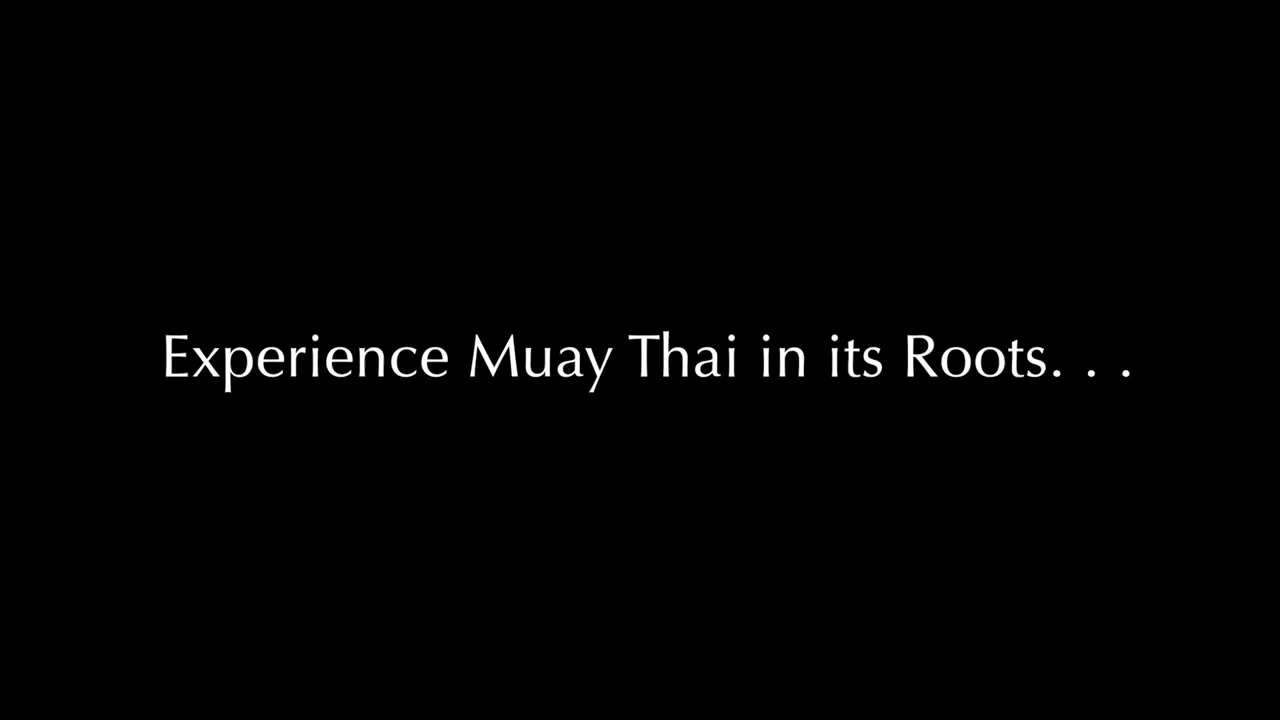 Experience Muay Thai in its Roots. . .